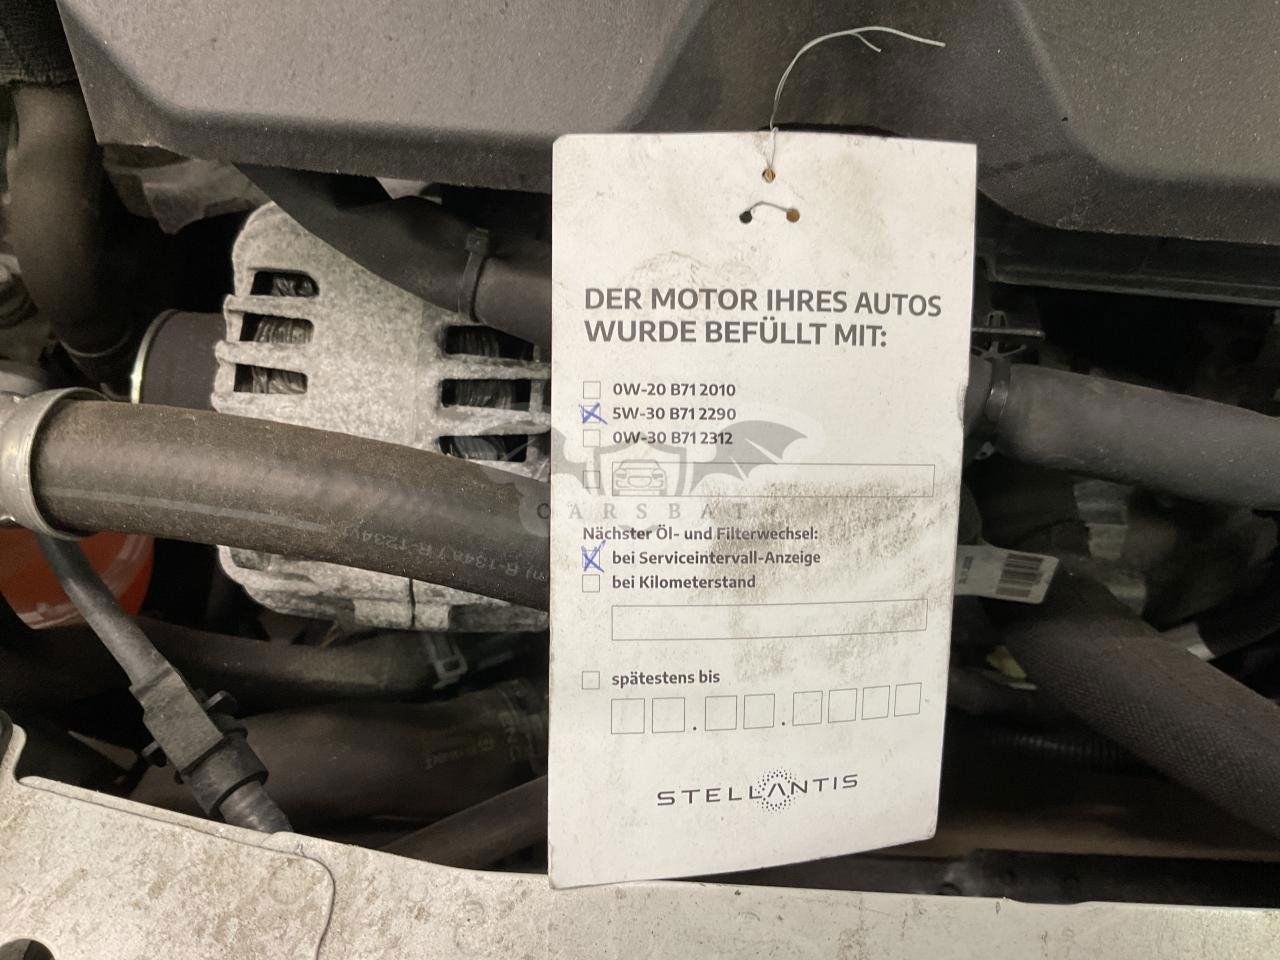 DER MOTOR IHRES AUTOS
WURDE BEFÜLLT MIT:
0W-20 B71 2010
5W-30 B71 2290
0W-30 B71 2312
CARSBAT
Nächster Öl- und Filterwechsel:
bei Serviceintervall-Anzeige
bei Kilometerstand
spätestens bis
STELLANTIS